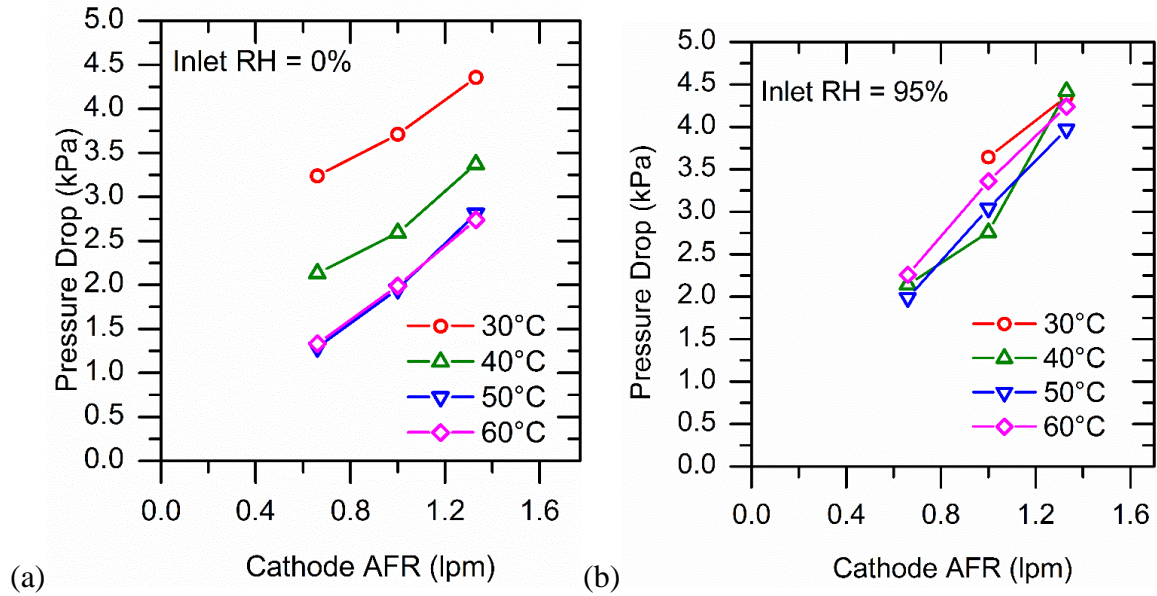 5.0
4.5
4.0
3.5
3.0
2.5
2.0
1.5
1.0
0.5
0.0
Pressure Drop (kPa)
Inlet RH = 0%
30°C
40°C
50°C
60°C
0.0 0.4 0.8 1.2 1.6
Cathode AFR (lpm)
(a)
5.0
4.5
4.0
3.5
3.0
2.5
2.0
1.5
1.0
0.5
0.0
Pressure Drop (kPa)
Inlet RH = 95%
30°C
40°C
50°C
60°C
0.0 0.4 0.8 1.2 1.6
Cathode AFR (lpm)
(b)